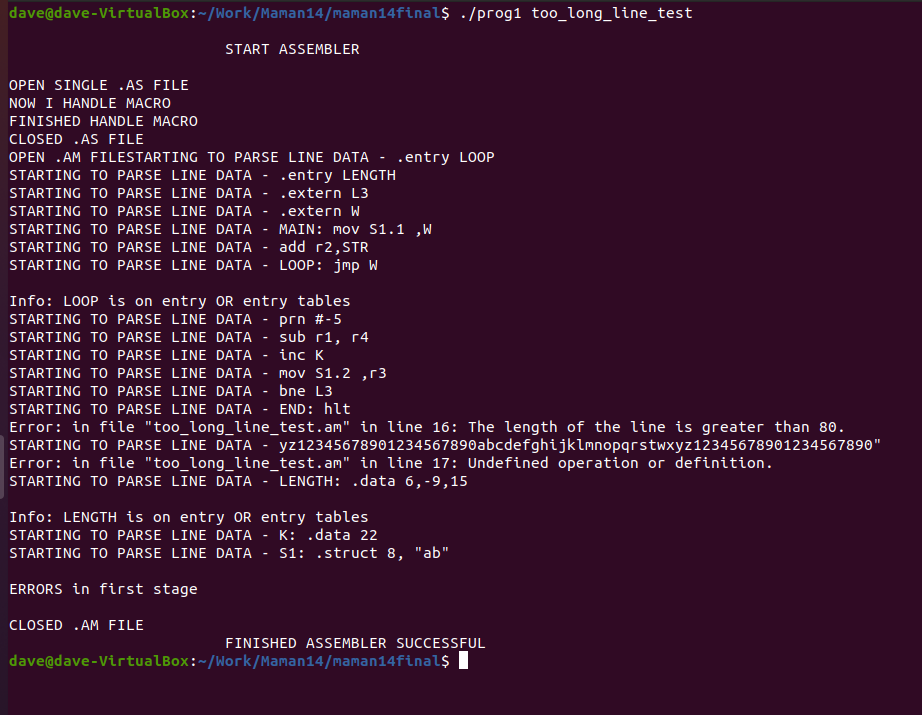 dave@dave-VirtualBox:~/Work/Maman14/maman14final$ ./prog1 too_long_line_test
START ASSEMBLER
OPEN SINGLE .AS FILE
NOW I HANDLE MACRO
FINISHED HANDLE MACRO
CLOSED .AS FILE
OPEN .AM FILESTARTING TO PARSE LINE DATA - .entry LOOP
STARTING TO PARSE LINE DATA - .entry LENGTH
STARTING TO PARSE LINE DATA - .extern L3
STARTING TO PARSE LINE DATA - .extern W
STARTING TO PARSE LINE DATA - MAIN: mov S1.1 ,W
STARTING TO PARSE LINE DATA - add r2,STR
STARTING TO PARSE LINE DATA - LOOP: jmp W
Info: LOOP is on entry OR entry tables
STARTING TO PARSE LINE DATA - prn #-5
STARTING TO PARSE LINE DATA - sub r1, r4
STARTING TO PARSE LINE DATA - inc K
STARTING TO PARSE LINE DATA - mov S1.2 ,r3
STARTING TO PARSE LINE DATA - bne L3
STARTING TO PARSE LINE DATA - END: hlt
Error: in file "too_long_line_test.am" in line 16: The length of the line is greater than 80.
STARTING TO PARSE LINE DATA - yz12345678901234567890abcdefghijklmnopqrstwxyz12345678901234567890"
Error: in file "too_long_line_test.am" in line 17: Undefined operation or definition.
STARTING TO PARSE LINE DATA - LENGTH: .data 6,-9,15
Info: LENGTH is on entry OR entry tables
STARTING TO PARSE LINE DATA - K: .data 22
STARTING TO PARSE LINE DATA - S1: .struct 8, "ab"
ERRORS in first stage
CLOSED .AM FILE
FINISHED ASSEMBLER SUCCESSFUL
dave@dave-VirtualBox:~/Work/Maman14/maman14final$